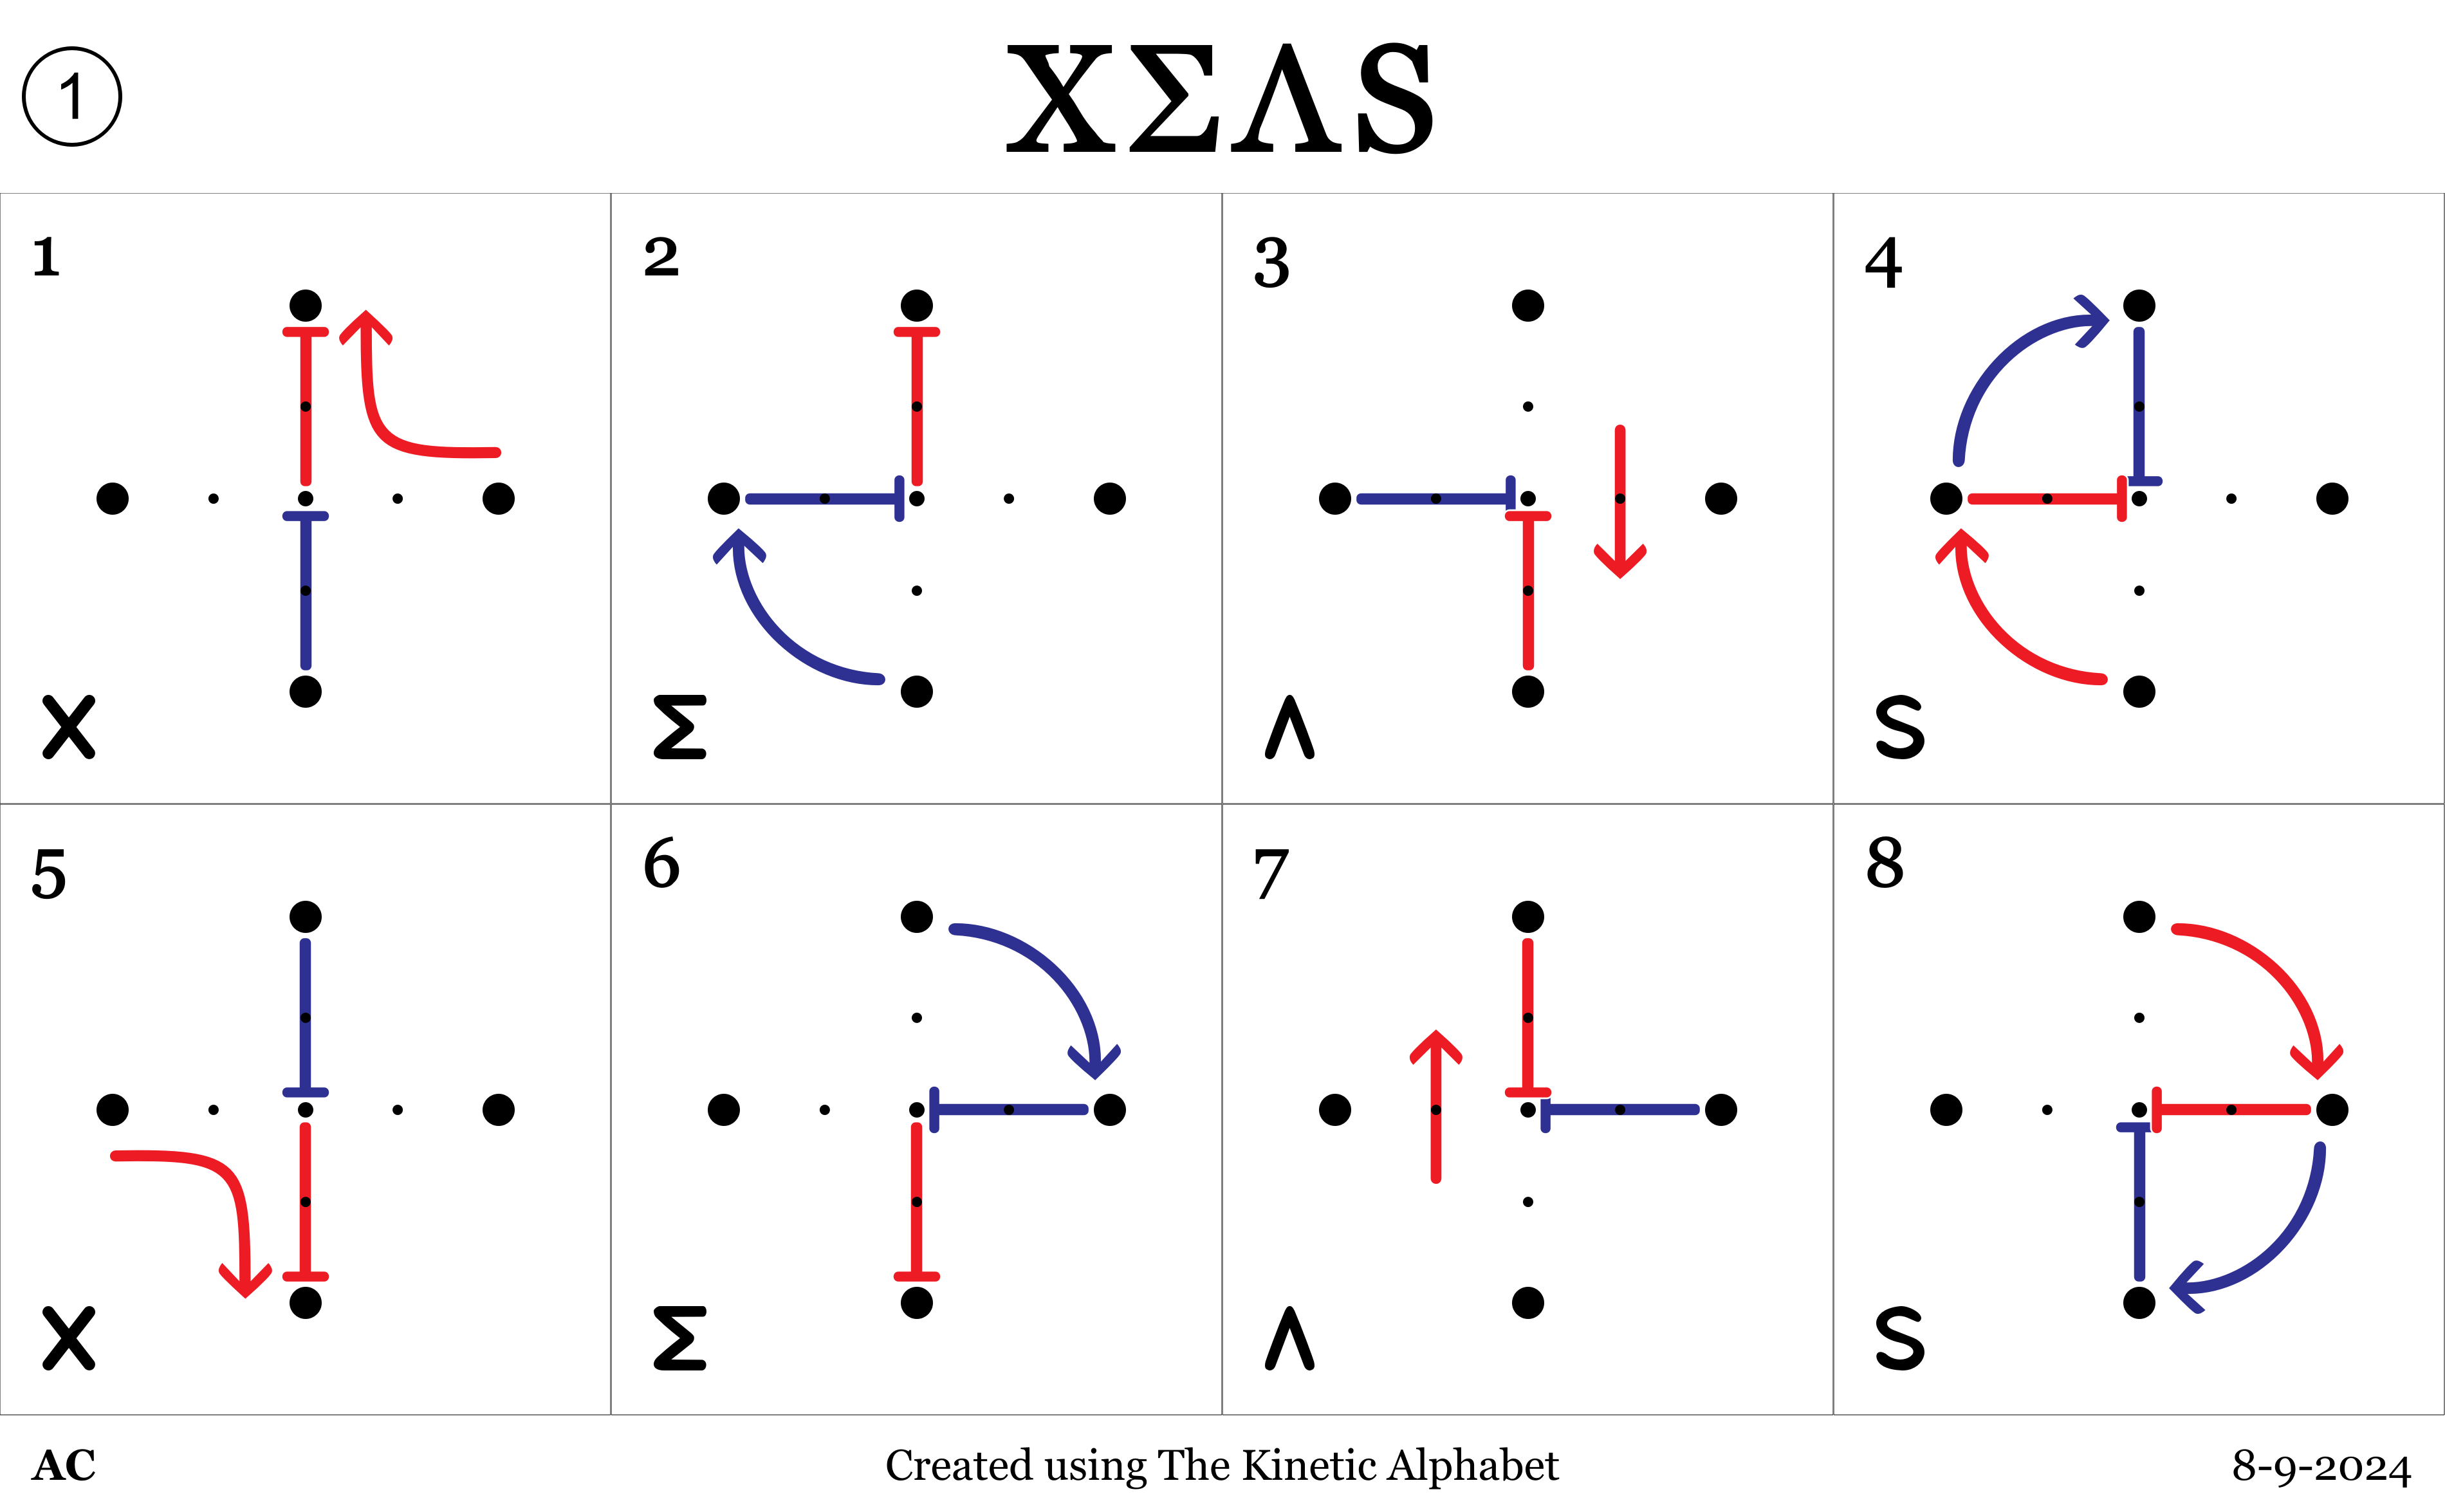 1
ΧΣΛS
1
2
3
4
X
Σ
Λ
S
5
6
7
8
X
Σ
Λ
S
AC
Created using The Kinetic Alphabet
8-9-2024